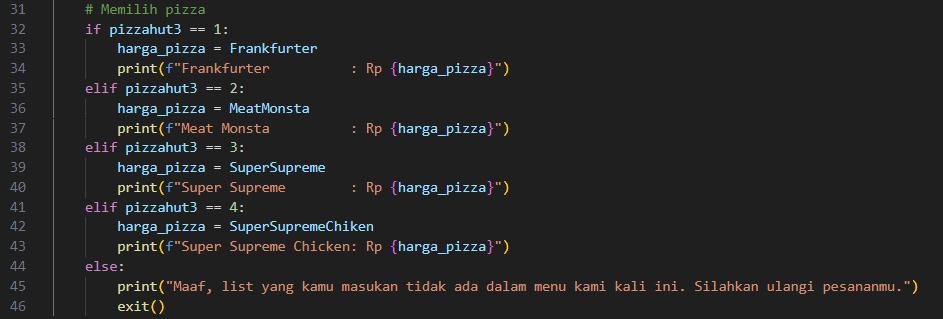 31 # Memilih pizza
32 if pizzahut3 == 1:
33 harga_pizza = Frankfurter
34 print(f"Frankfurter          : Rp {harga_pizza}")
35 elif pizzahut3 == 2:
36 harga_pizza = MeatMonsta
37 print(f"Meat Monsta          : Rp {harga_pizza}")
38 elif pizzahut3 == 3:
39 harga_pizza = SuperSupreme
40 print(f"Super Supreme        : Rp {harga_pizza}")
41 elif pizzahut3 == 4:
42 harga_pizza = SuperSupremeChiken
43 print(f"Super Supreme Chicken: Rp {harga_pizza}")
44 else:
45 print("Maaf, list yang kamu masukan tidak ada dalam menu kami kali ini. Silahkan ulangi pesananmu.")
46 exit()